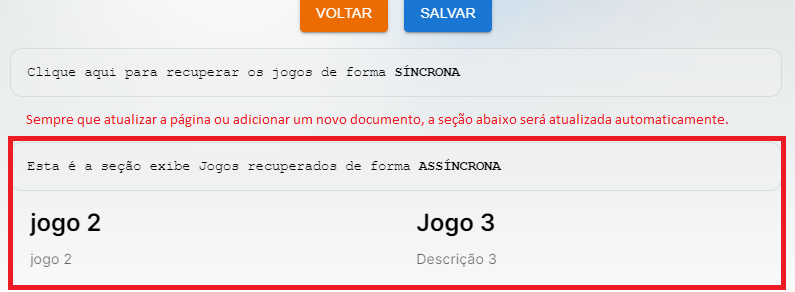 VOLTAR SALVAR
Clique aqui para recuperar os jogos de forma SÍNCRONA
Sempre que atualizar a página ou adicionar um novo documento, a seção abaixo será atualizada automaticamente.
Esta é a seção exibe Jogos recuperados de forma ASSÍNCRONA
jogo 2 Jogo 3
jogo 2 Descrição 3